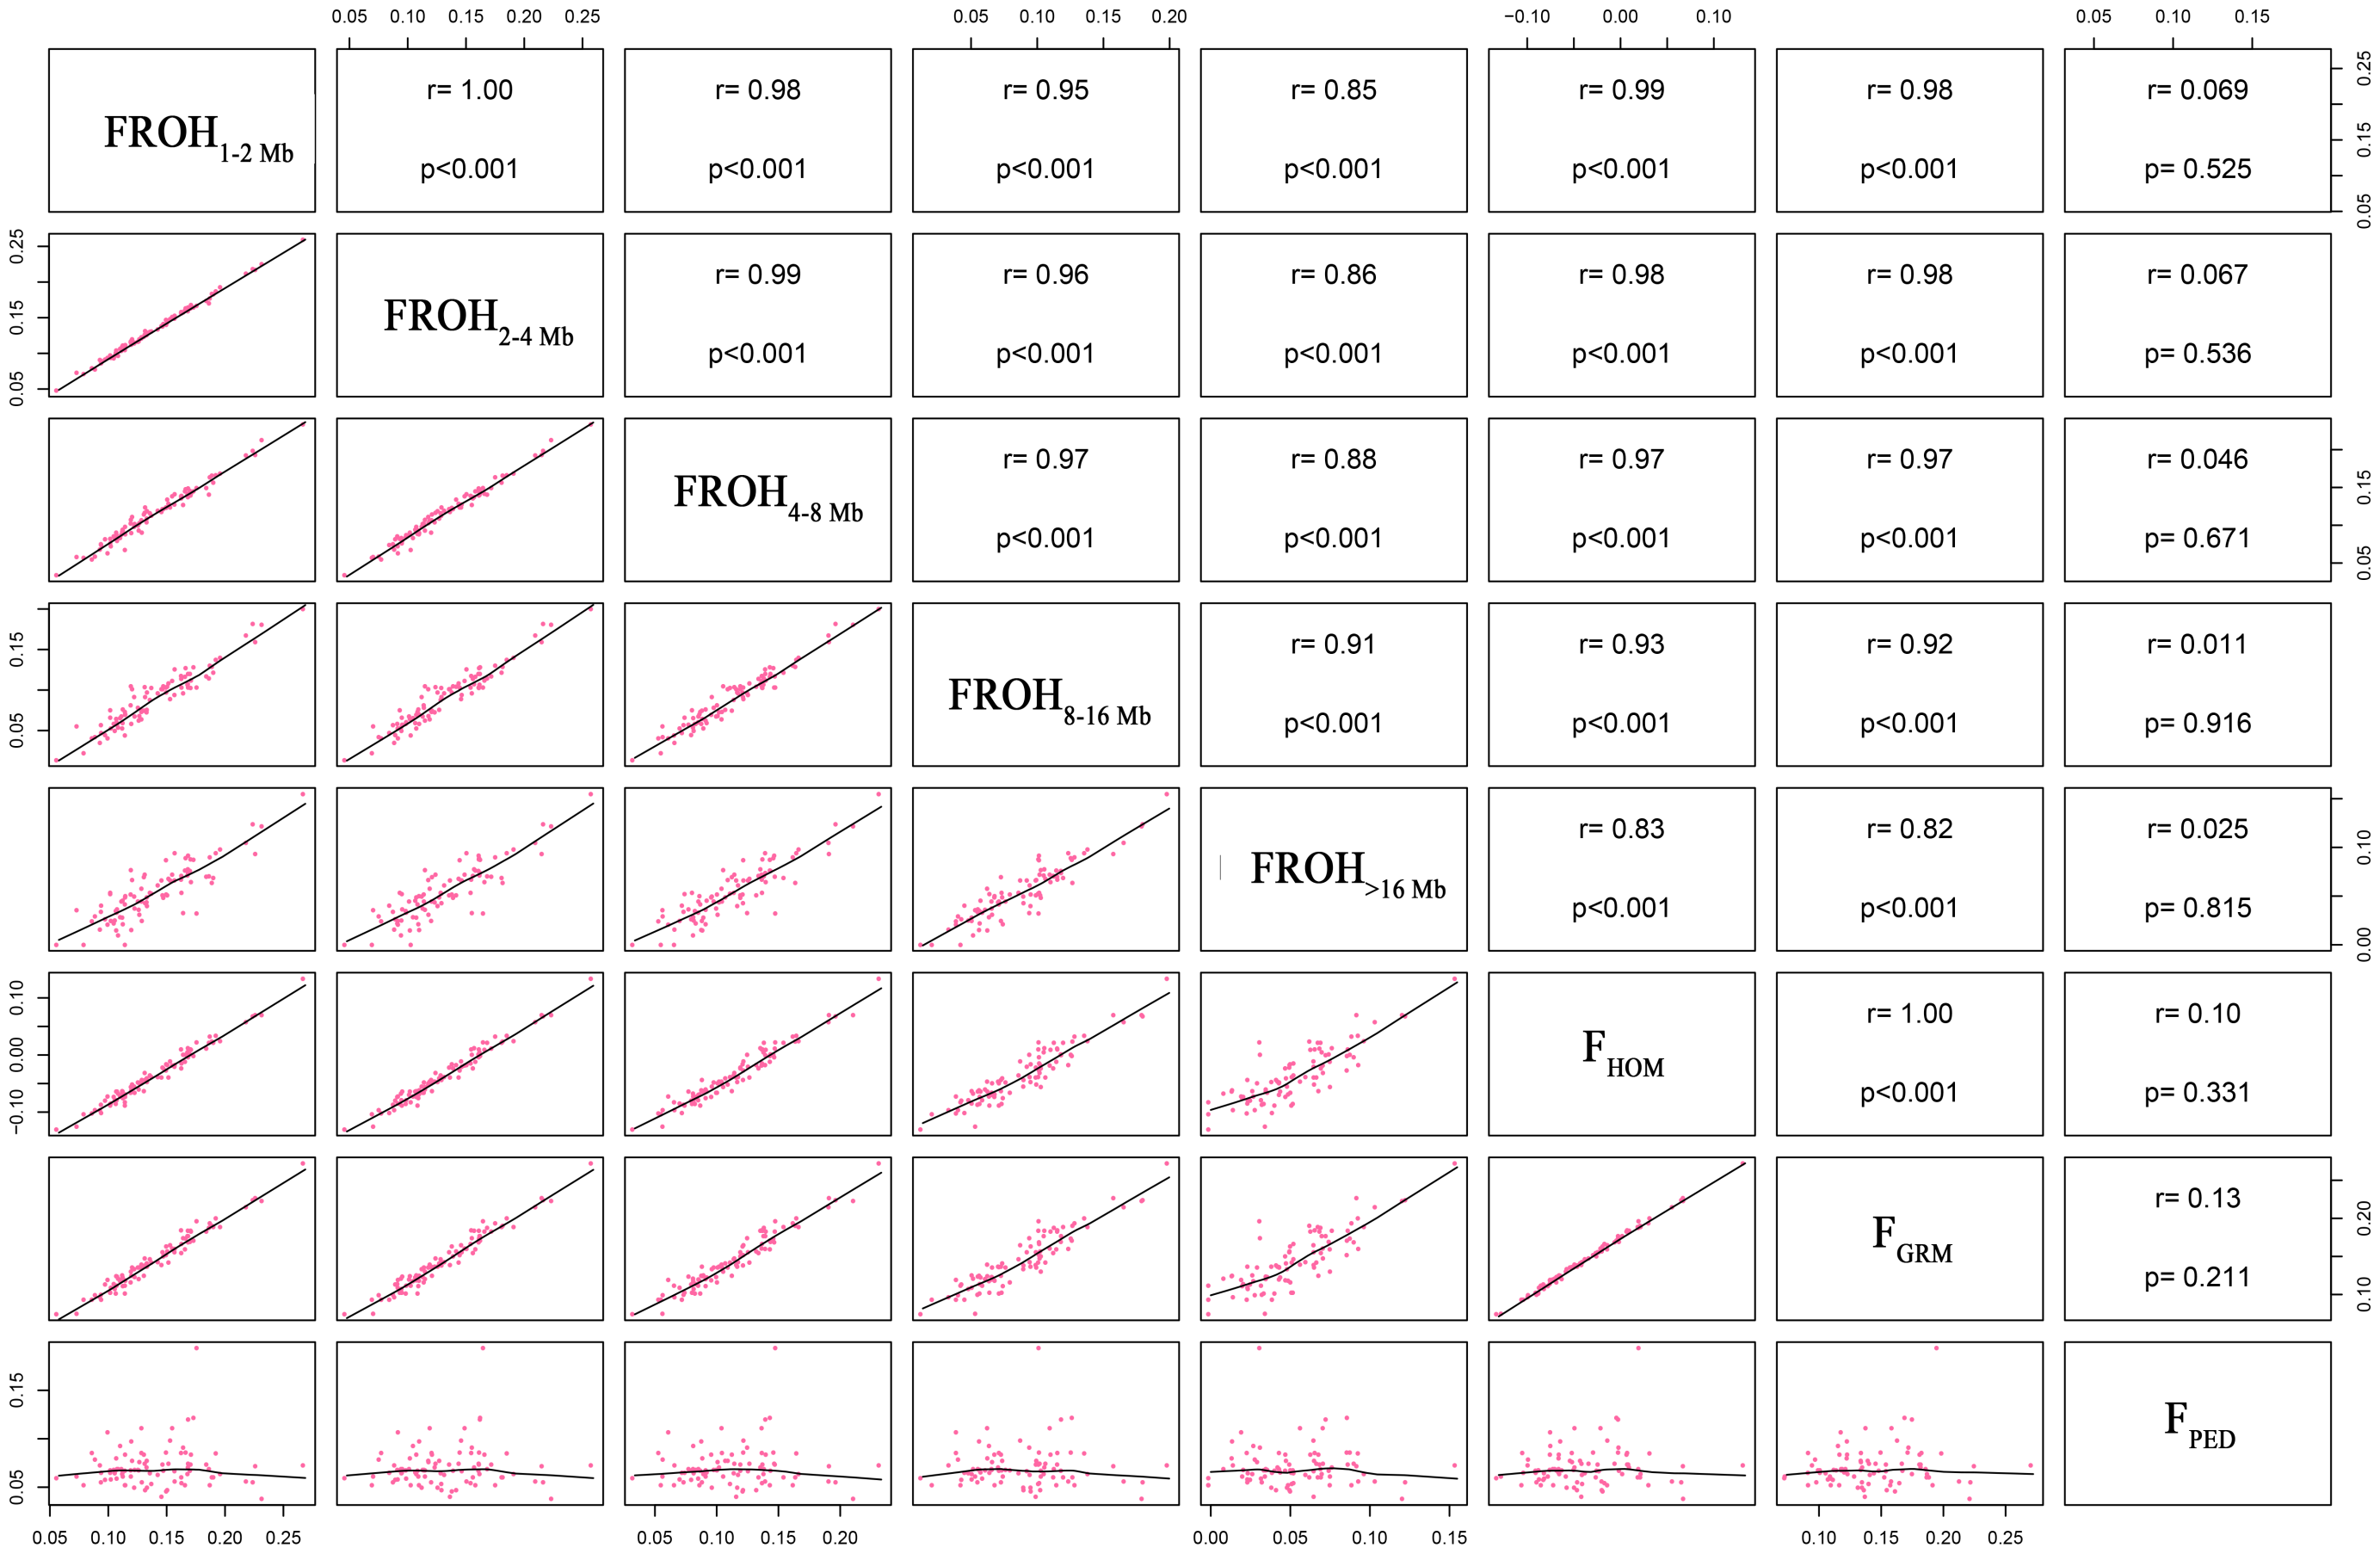 0.05 0.10 0.15 0.20 0.25 0.05 0.10 0.15 0.20 −0.10 0.00 0.10 0.05 0.10 0.15
FROH1-2 Mb
r= 1.00
p<0.001
r= 0.98
p<0.001
r= 0.95
p<0.001
r= 0.85
p<0.001
r= 0.99
p<0.001
r= 0.98
p<0.001
r= 0.069
p= 0.525
0.05 0.15 0.25
0.05 0.15 0.25
FROH2-4 Mb
r= 0.99
p<0.001
r= 0.96
p<0.001
r= 0.86
p<0.001
r= 0.98
p<0.001
r= 0.98
p<0.001
r= 0.067
p= 0.536
FROH4-8 Mb
r= 0.97
p<0.001
r= 0.88
p<0.001
r= 0.97
p<0.001
r= 0.97
p<0.001
r= 0.046
p= 0.671
0.05 0.15
0.05 0.15
FROH8-16 Mb
r= 0.91
p<0.001
r= 0.93
p<0.001
r= 0.92
p<0.001
r= 0.011
p= 0.916
FROH>16 Mb
r= 0.83
p<0.001
r= 0.82
p<0.001
r= 0.025
p= 0.815
0.00 0.10
−0.10 0.00 0.10
FHOM
r= 1.00
p<0.001
r= 0.10
p= 0.331
FGRM
r= 0.13
p= 0.211
0.10 0.20
0.05 0.15
FPED
0.05 0.10 0.15 0.20 0.25 0.05 0.10 0.15 0.20 0.00 0.05 0.10 0.15 0.10 0.15 0.20 0.25